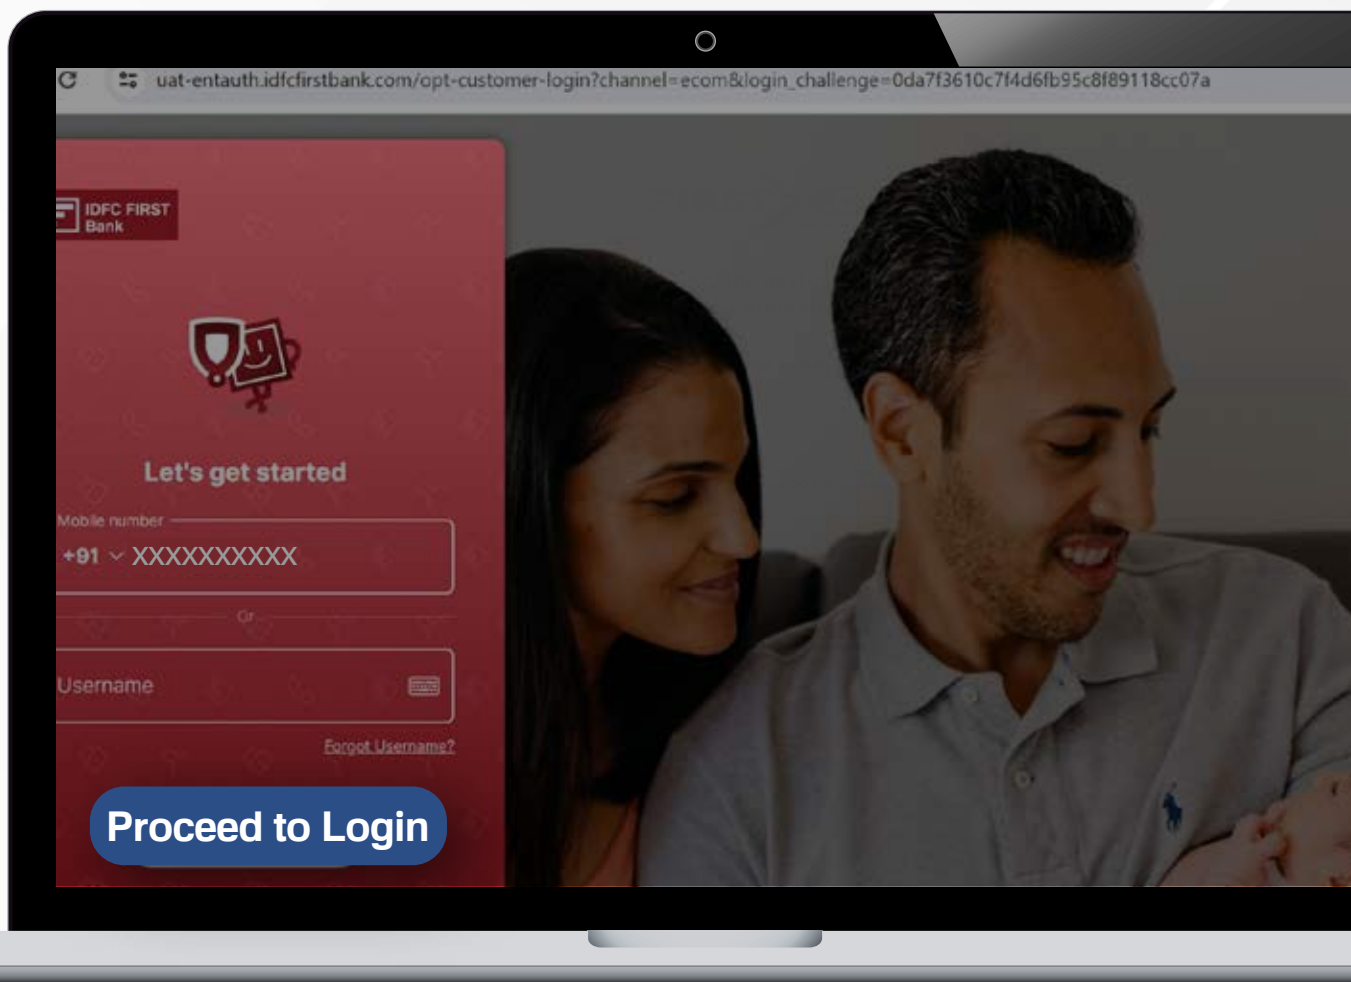 uat-entauth.idfcfirstbank.com/opt-customer-login?channel=ecom&login_challenge=0da7f3610c7f4d6fb95c8f89118cc07a
IDFC FIRST
Bank
Let's get started
Mobile number
+91 XXXXXXXXXX
Or
Username
Forgot Username?
Proceed to Login